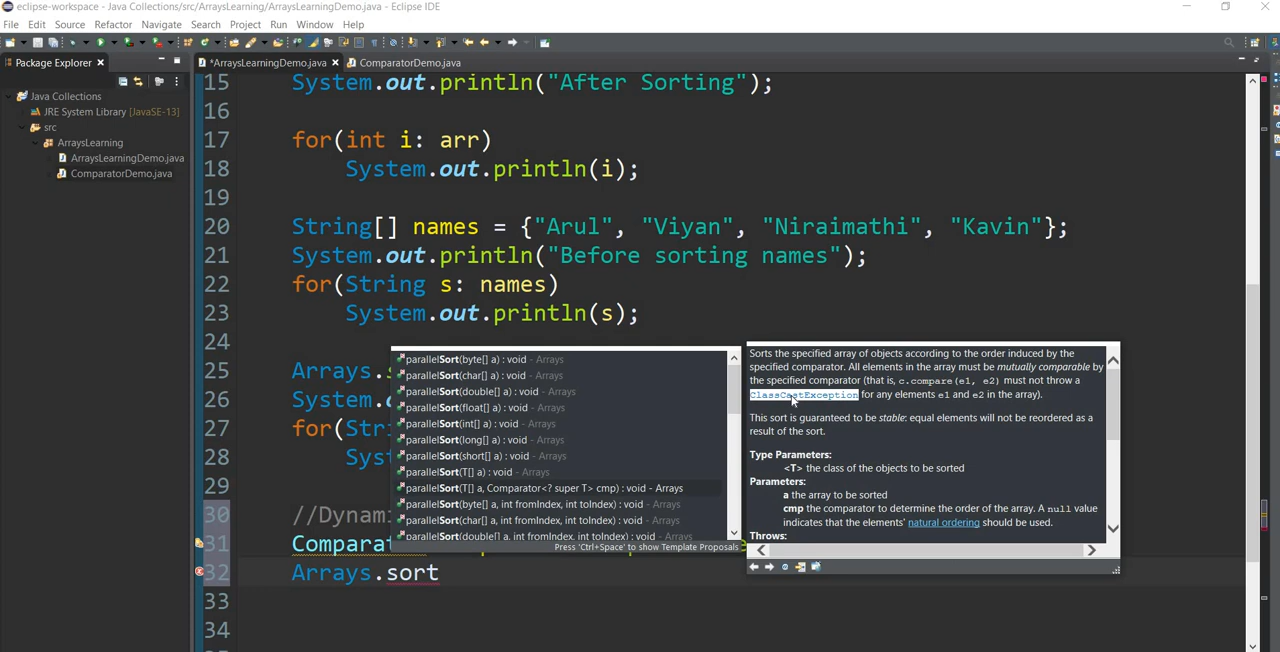 eclipse-workspace - Java Collections/src/ArraysLearning/ArraysLearningDemo.java - Eclipse IDE
File Edit Source Refactor Navigate Search Project Run Window Help
Package Explorer
*ArraysLearningDemo.java
ComparatorDemo.java
Java Collections
JRE System Library [JavaSE-13]
src
ArraysLearning
ArraysLearningDemo.java
ComparatorDemo.java
15 System.out.println("After Sorting");
16
17 for(int i: arr)
18 System.out.println(i);
19
20 String[] names = {"Arul", "Viyan", "Niraimathi", "Kavin"};
21 System.out.println("Before sorting names");
22 for(String s: names)
23 System.out.println(s);
24
25 Arrays.
26 System.
27 for(Str
28 Sys
29
30 //Dynam
31 Compara
32 Arrays.sort
33
34
parallelSort(byte[] a) : void - Arrays
parallelSort(char[] a) : void - Arrays
parallelSort(double[] a) : void - Arrays
parallelSort(float[] a) : void - Arrays
parallelSort(int[] a) : void - Arrays
parallelSort(long[] a) : void - Arrays
parallelSort(short[] a) : void - Arrays
parallelSort(T[] a) : void - Arrays
parallelSort(T[] a, Comparator<? super T> cmp) : void - Arrays
parallelSort(byte[] a, int fromIndex, int toIndex) : void - Arrays
parallelSort(char[] a, int fromIndex, int toIndex) : void - Arrays
parallelSort(double[] a, int fromIndex, int toIndex) : void - Arrays
Press 'Ctrl+Space' to show Template Proposals
Sorts the specified array of objects according to the order induced by the
specified comparator. All elements in the array must be mutually comparable by
the specified comparator (that is, c.compare(e1, e2) must not throw a
ClassCastException for any elements e1 and e2 in the array).
This sort is guaranteed to be stable: equal elements will not be reordered as a
result of the sort.
Type Parameters:
<T> the class of the objects to be sorted
Parameters:
a the array to be sorted
cmp the comparator to determine the order of the array. A null value
indicates that the elements' natural ordering should be used.
Throws: